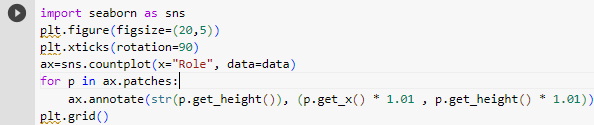 import seaborn as sns
plt.figure(figsize=(20,5))
plt.xticks(rotation=90)
ax=sns.countplot(x="Role", data=data)
for p in ax.patches:
    ax.annotate(str(p.get_height()), (p.get_x() * 1.01 , p.get_height() * 1.01))
plt.grid()